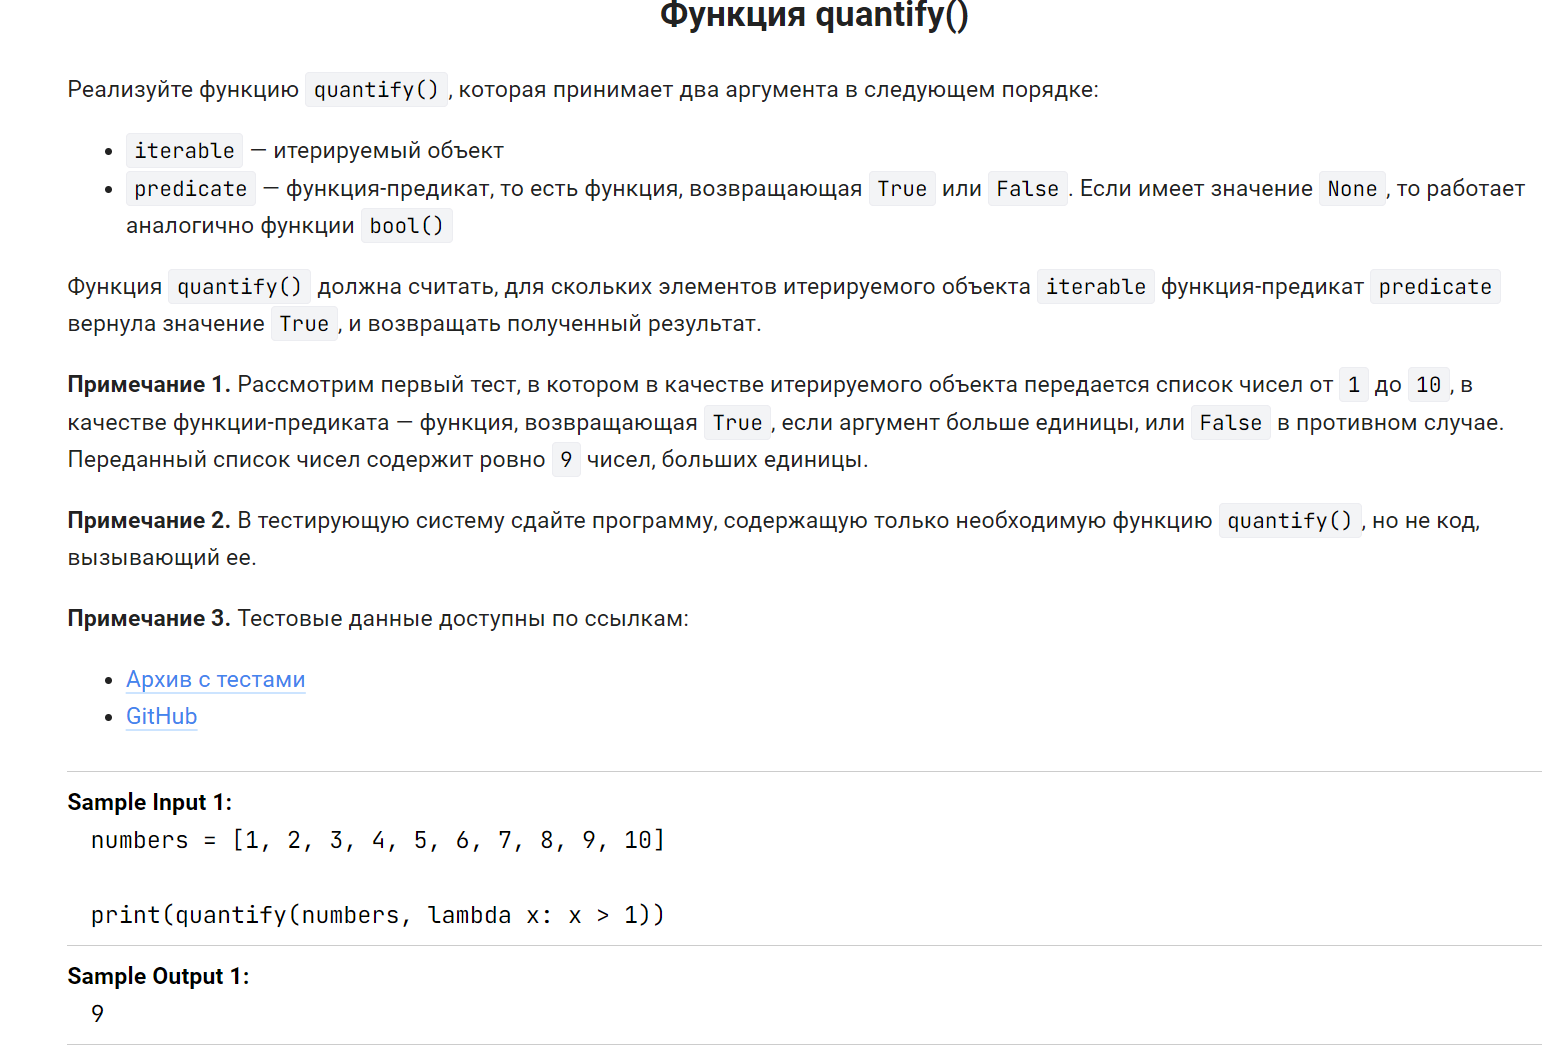 Функция quantify()
Реализуйте функцию quantify() , которая принимает два аргумента в следующем порядке:
• iterable — итерируемый объект
• predicate — функция-предикат, то есть функция, возвращающая True или False . Если имеет значение None , то работает
аналогично функции bool()
Функция quantify() должна считать, для скольких элементов итерируемого объекта iterable функция-предикат predicate
вернула значение True , и возвращать полученный результат.
Примечание 1. Рассмотрим первый тест, в котором в качестве итерируемого объекта передается список чисел от 1 до 10 , в
качестве функции-предиката — функция, возвращающая True , если аргумент больше единицы, или False в противном случае.
Переданный список чисел содержит ровно 9 чисел, больших единицы.
Примечание 2. В тестирующую систему сдайте программу, содержащую только необходимую функцию quantify() , но не код,
вызывающий ее.
Примечание 3. Тестовые данные доступны по ссылкам:
• Архив с тестами
• GitHub
Sample Input 1:
numbers = [1, 2, 3, 4, 5, 6, 7, 8, 9, 10]
print(quantify(numbers, lambda x: x > 1))
Sample Output 1:
9